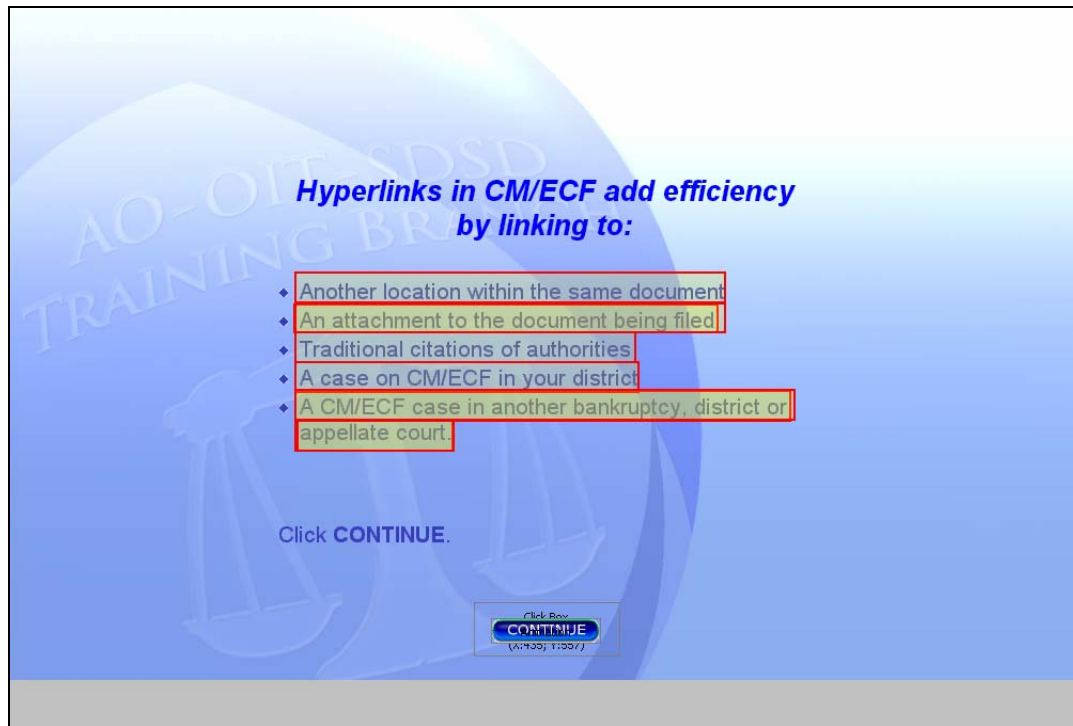 AO-OIT-SDSD
TRAINING BRANCH
Hyperlinks in CM/ECF add efficiency
by linking to:
Another location within the same document
An attachment to the document being filed
Traditional citations of authorities
A case on CM/ECF in your district
A CM/ECF case in another bankruptcy, district or
appellate court.
Click CONTINUE.
Click Box
CONTINUE